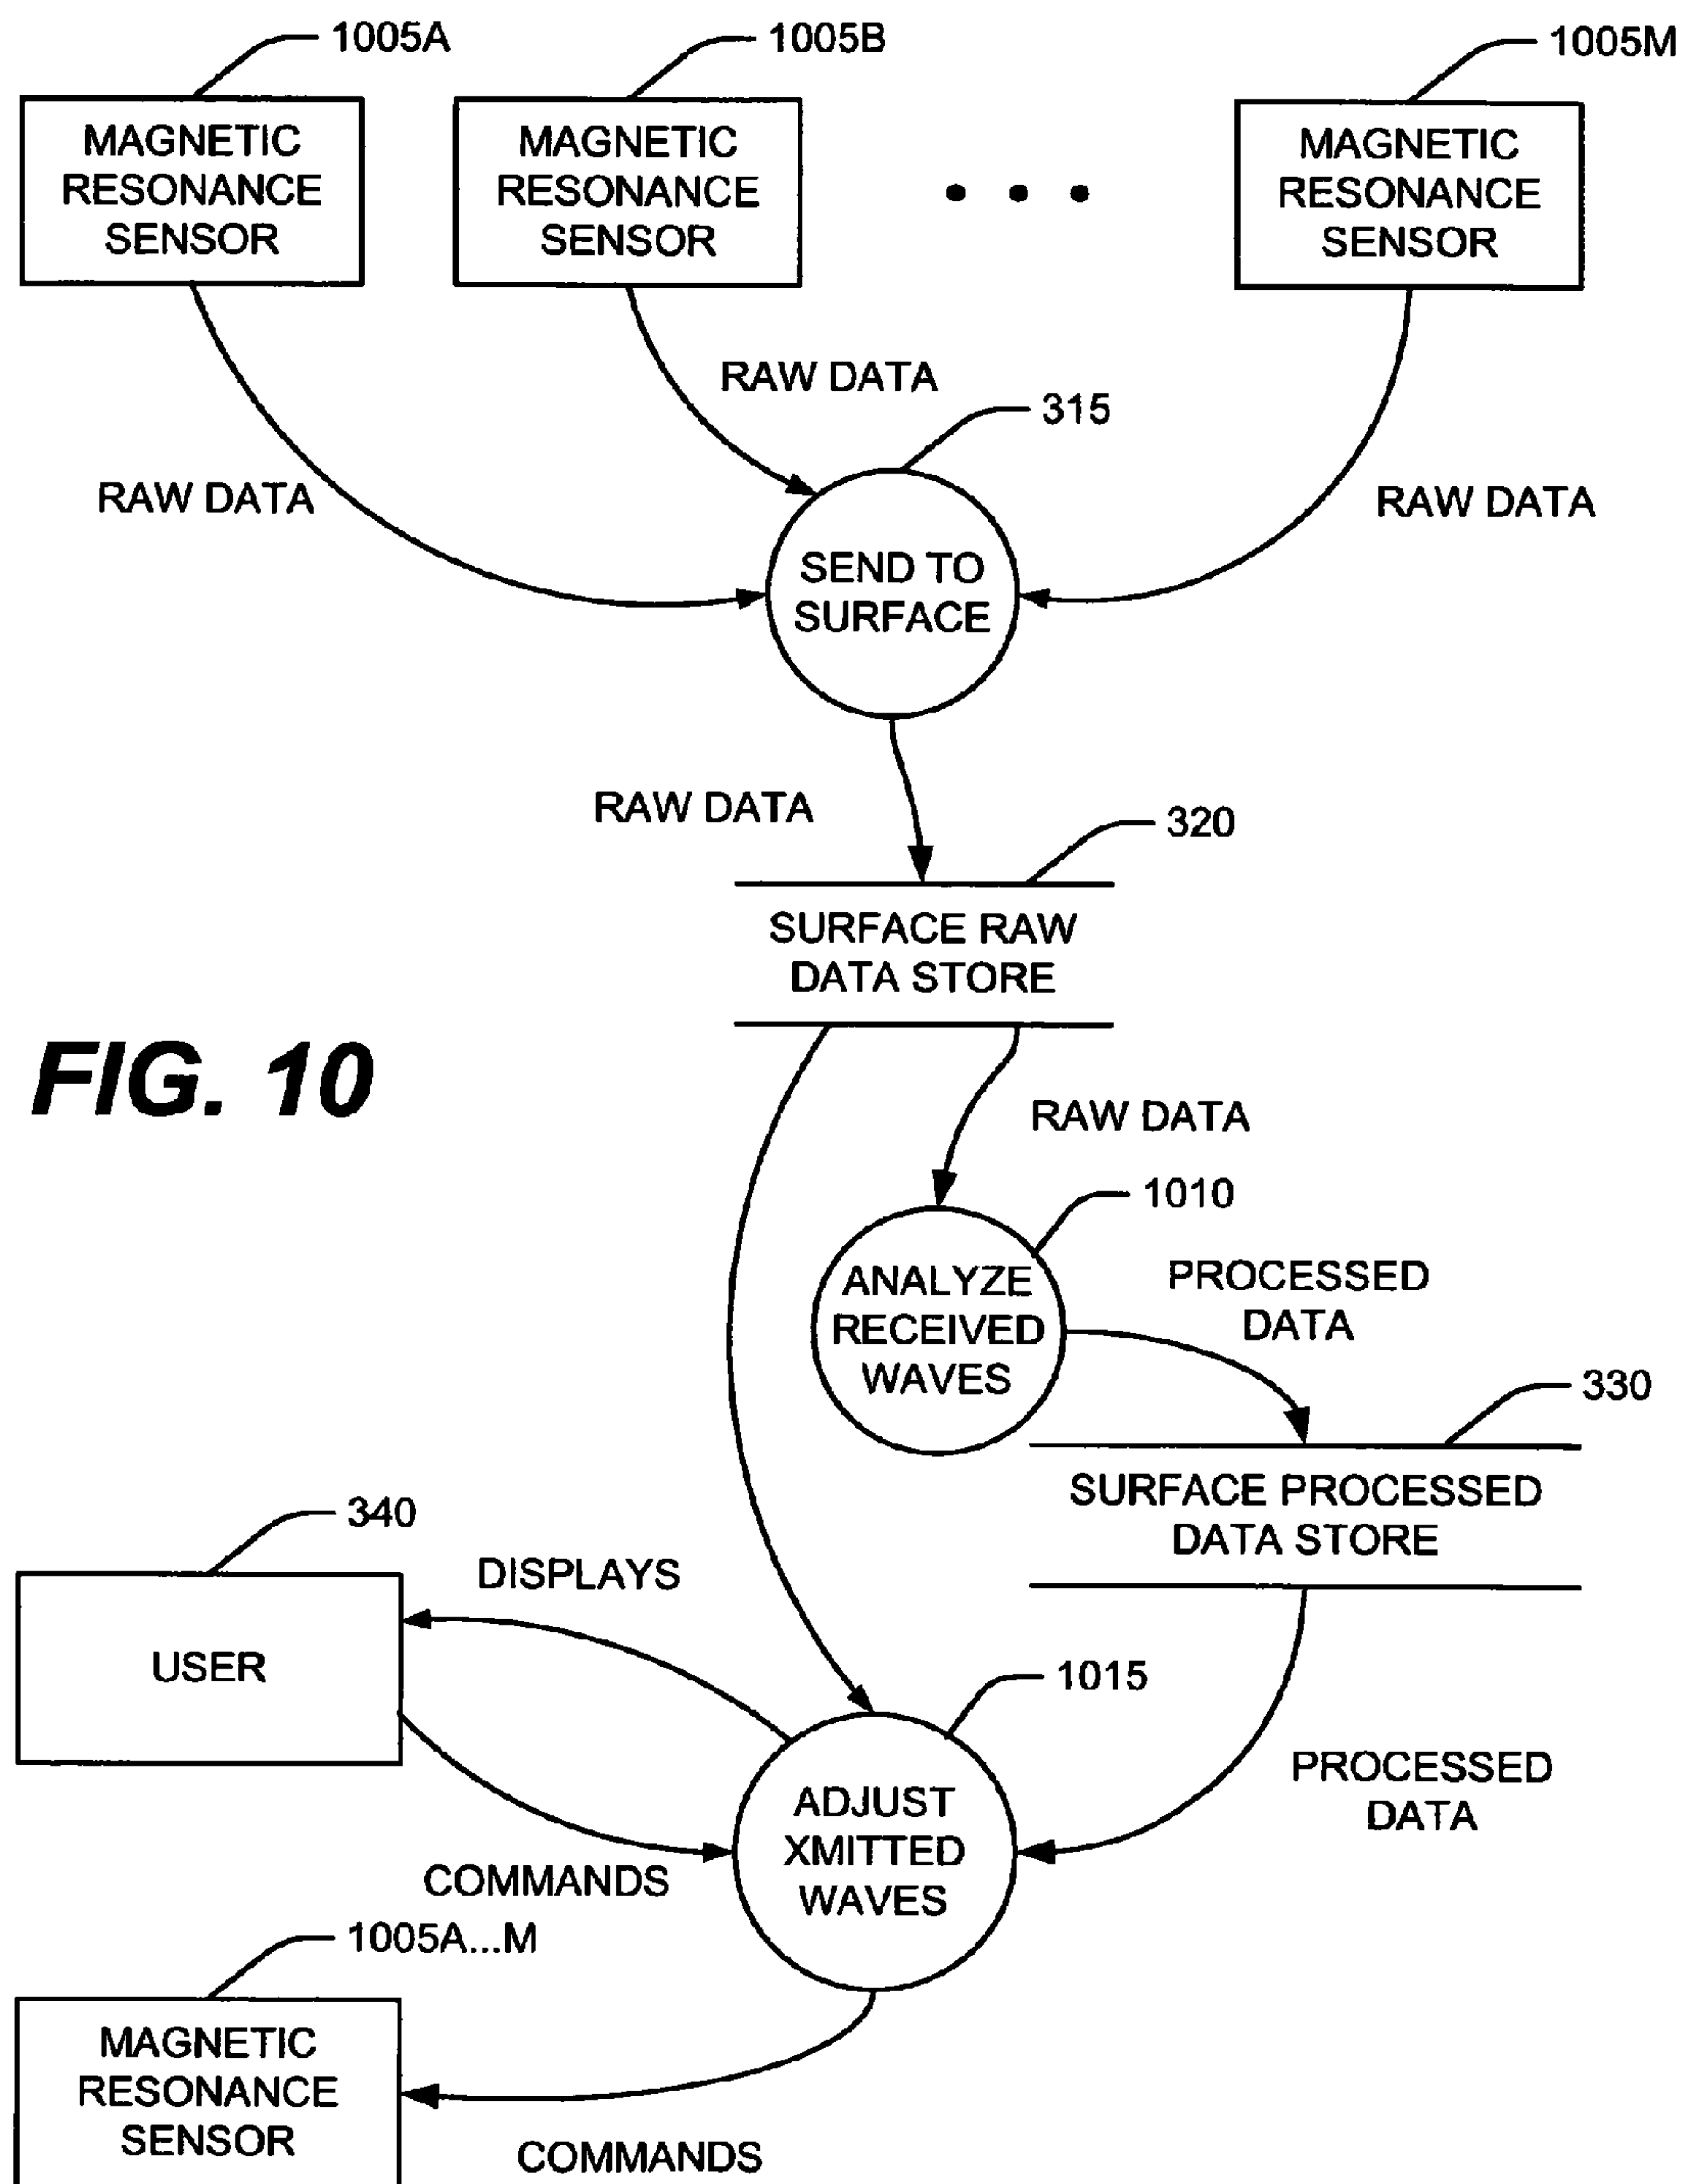 1005A
1005B
1005M
MAGNETIC
RESONANCE
SENSOR
MAGNETIC
RESONANCE
SENSOR
MAGNETIC
RESONANCE
SENSOR
RAW DATA
315
RAW DATA
RAW DATA
SEND TO
SURFACE
RAW DATA
320
SURFACE RAW
DATA STORE
FIG. 10
RAW DATA
1010
ANALYZE
RECEIVED
WAVES
PROCESSED
DATA
330
SURFACE PROCESSED
DATA STORE
340
DISPLAYS
USER
1015
ADJUST
XMITTED
WAVES
PROCESSED
DATA
COMMANDS
1005A...M
MAGNETIC
RESONANCE
SENSOR
COMMANDS